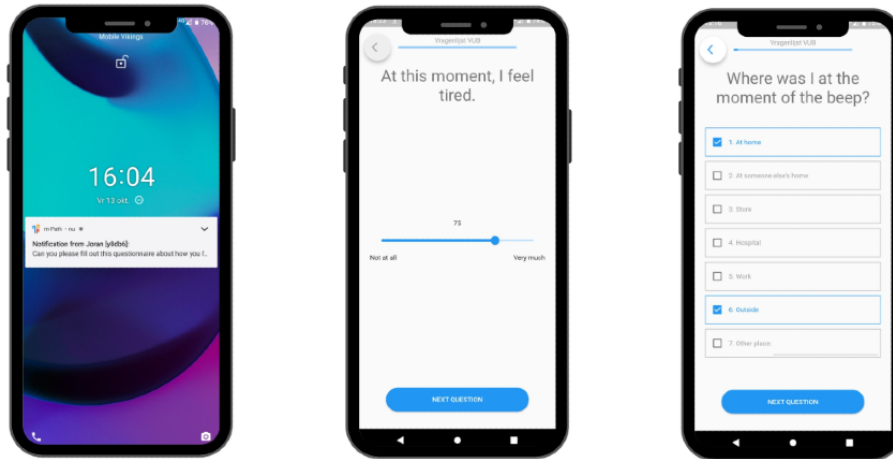 Mobile Vikings
16:04
Vr 13 okt.
m-Path · nu
Notification from Joran
Can you please fill out this questionnaire about how you f..
Vragenlijst VUB
At this moment, I feel
tired.
75
Not at all
Very much
NEXT QUESTION
Vragenlijst VUB
Where was I at the
moment of the beep?
1. At home
2. At someone else's home
3. Store
4. Hospital
5. Work
6. Outside
7. Other place:
NEXT QUESTION